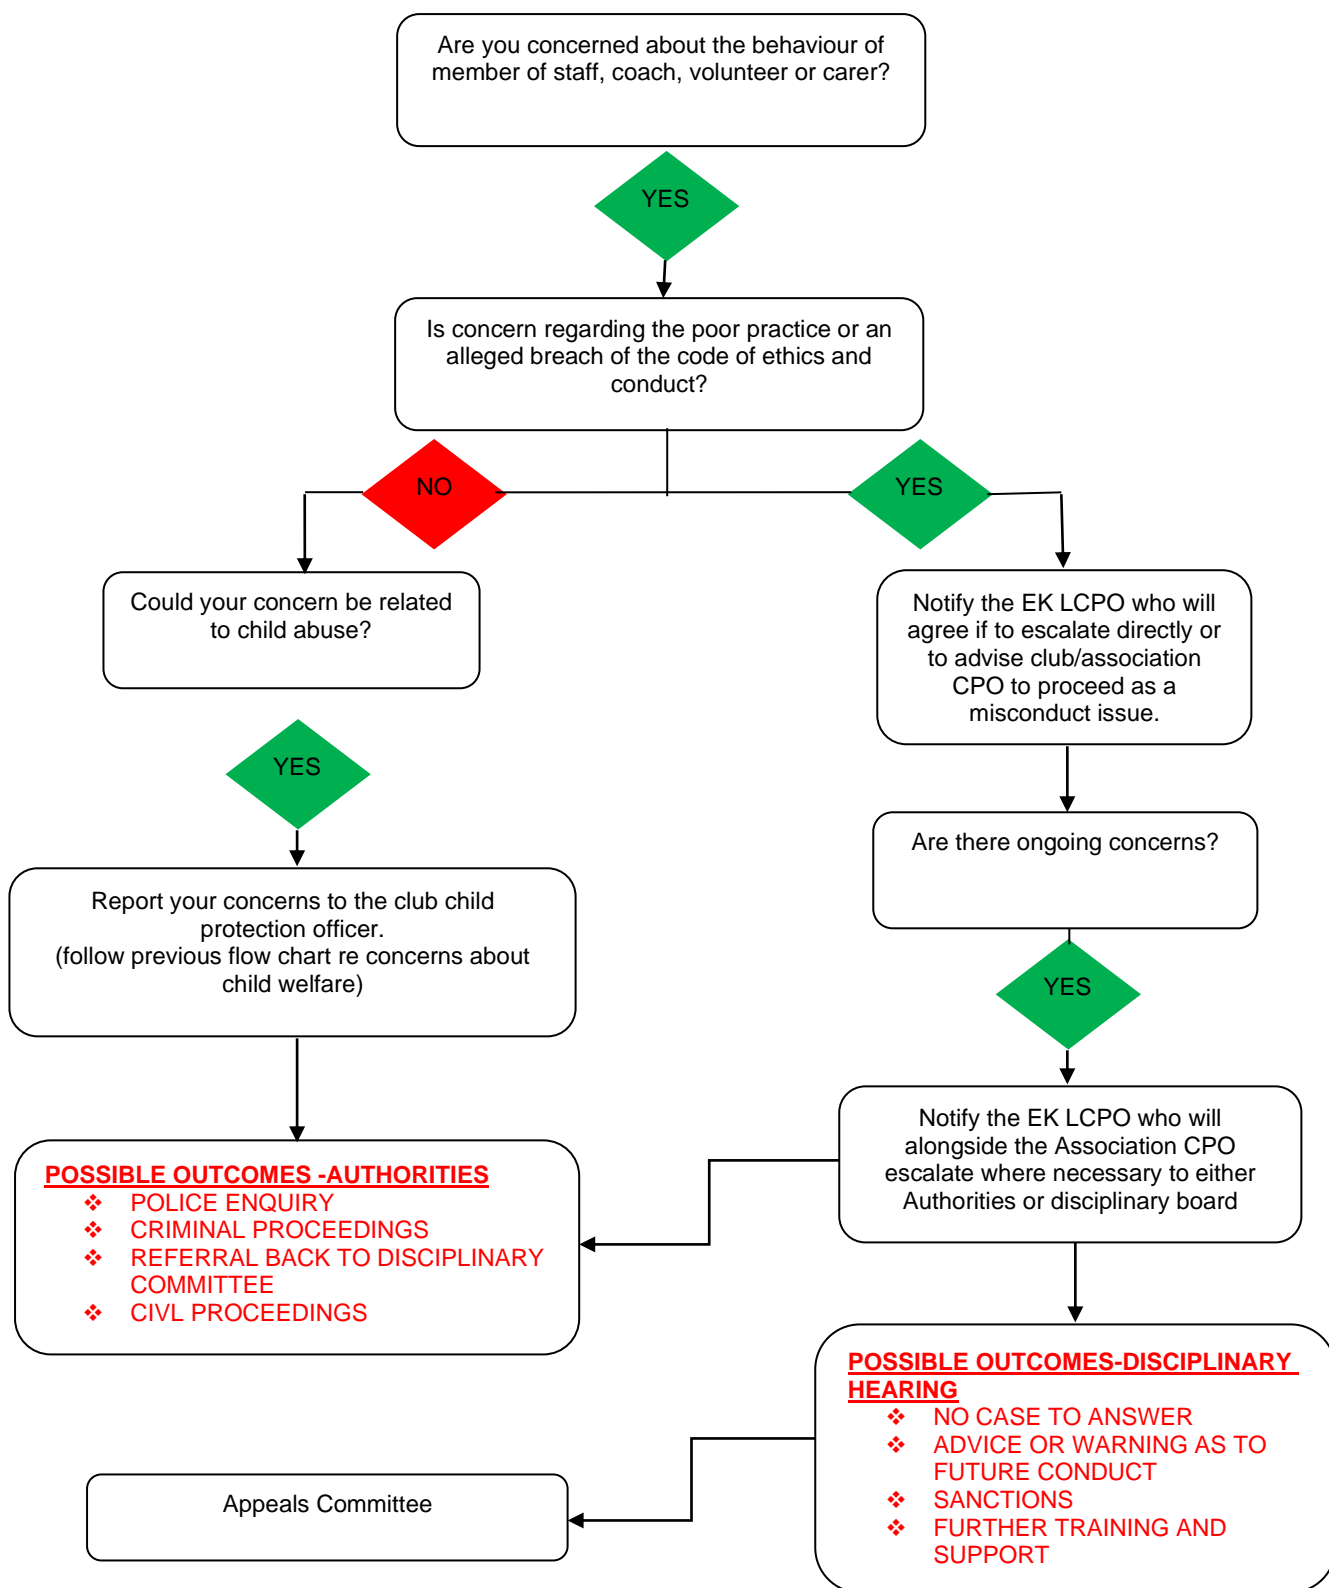 Are you concerned about the behaviour of
member of staff, coach, volunteer or carer?
YES
Is concern regarding the poor practice or an
alleged breach of the code of ethics and
conduct?
NO
YES
Could your concern be related
to child abuse?
Notify the EK LCPO who will
agree if to escalate directly or
to advise club/association
CPO to proceed as a
misconduct issue.
YES
Are there ongoing concerns?
Report your concerns to the club child
protection officer.
(follow previous flow chart re concerns about
child welfare)
YES
Notify the EK LCPO who will
alongside the Association CPO
escalate where necessary to either
Authorities or disciplinary board
POSSIBLE OUTCOMES -AUTHORITIES
❖ POLICE ENQUIRY
❖ CRIMINAL PROCEEDINGS
❖ REFERRAL BACK TO DISCIPLINARY
COMMITTEE
❖ CIVL PROCEEDINGS
POSSIBLE OUTCOMES-DISCIPLINARY
HEARING
❖ NO CASE TO ANSWER
❖ ADVICE OR WARNING AS TO
FUTURE CONDUCT
❖ SANCTIONS
❖ FURTHER TRAINING AND
SUPPORT
Appeals Committee